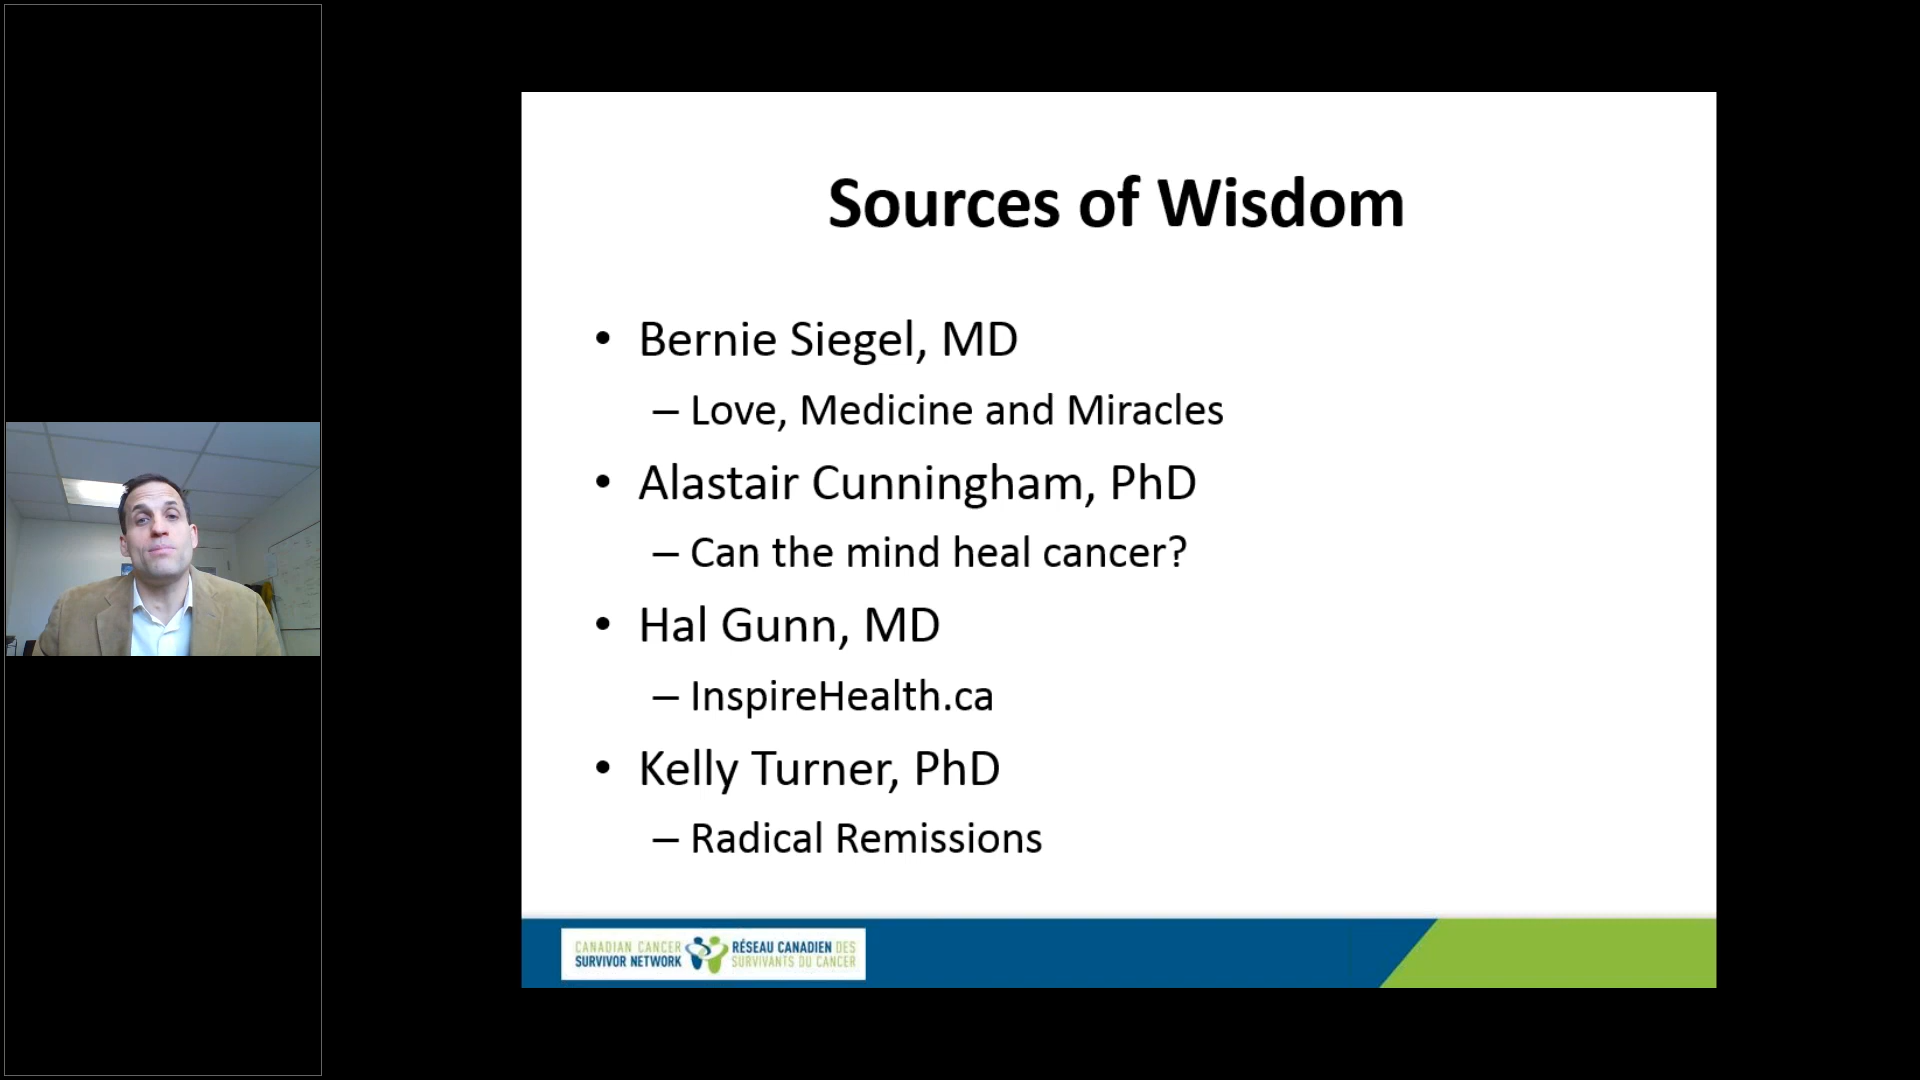 Sources of Wisdom
• Bernie Siegel, MD
– Love, Medicine and Miracles
• Alastair Cunningham, PhD
– Can the mind heal cancer?
• Hal Gunn, MD
– InspireHealth.ca
• Kelly Turner, PhD
– Radical Remissions
CANADIAN CANCER
SURVIVOR NETWORK
RÉSEAU CANADIEN DES
SURVIVANTS DU CANCER